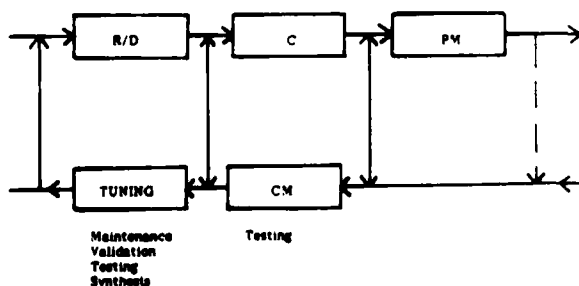 R/D
C
PM
TUNING
CM
Maintenance
Validation
Testing
Synthesis
Testing